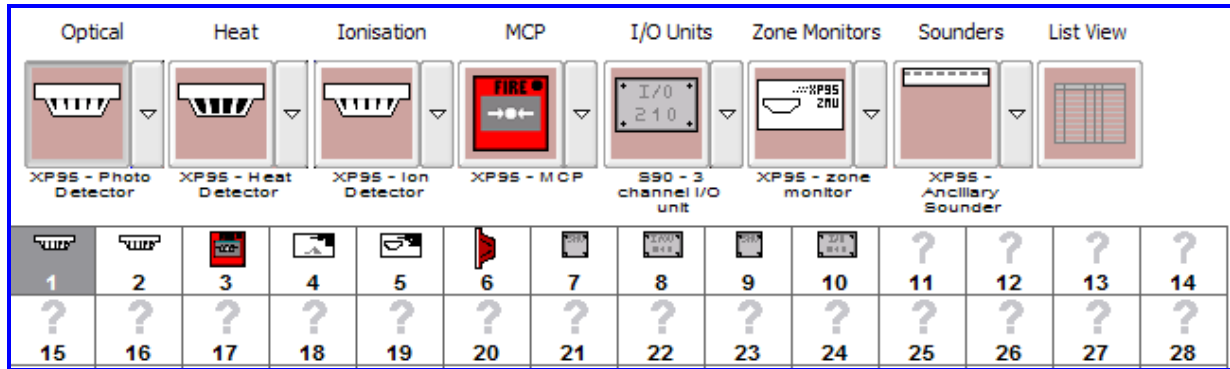 Optical Heat Ionisation MCP I/O Units Zone Monitors Sounders List View
FIRE
I/O
240
XP95
ZMU
XP95 - Photo Detector
XP95 - Heat Detector
XP95 - Ion Detector
XP95 - MCP
S90 - 3 channel I/O unit
XP95 - zone monitor
XP95 - Ancillary Sounder
? ? ? ?
1 2 3 4 5 6 7 8 9 10 11 12 13 14
? ? ? ? ? ? ? ? ? ? ? ? ? ?
15 16 17 18 19 20 21 22 23 24 25 26 27 28